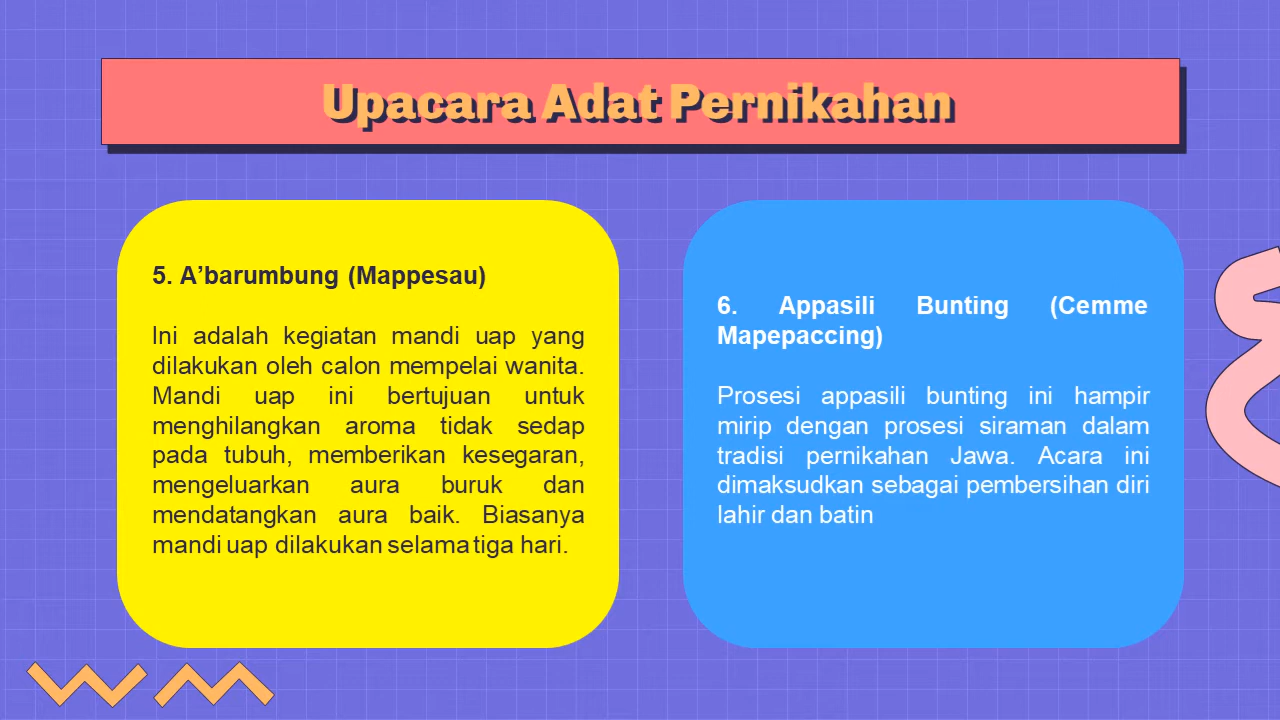 Upacara Adat Pernikahan
5. A’barumbung (Mappesau)
Ini adalah kegiatan mandi uap yang
dilakukan oleh calon mempelai wanita.
Mandi uap ini bertujuan untuk
menghilangkan aroma tidak sedap
pada tubuh, memberikan kesegaran,
mengeluarkan aura buruk dan
mendatangkan aura baik. Biasanya
mandi uap dilakukan selama tiga hari.
6. Appasili Bunting (Cemme
Mapepaccing)
Prosesi appasili bunting ini hampir
mirip dengan prosesi siraman dalam
tradisi pernikahan Jawa. Acara ini
dimaksudkan sebagai pembersihan diri
lahir dan batin